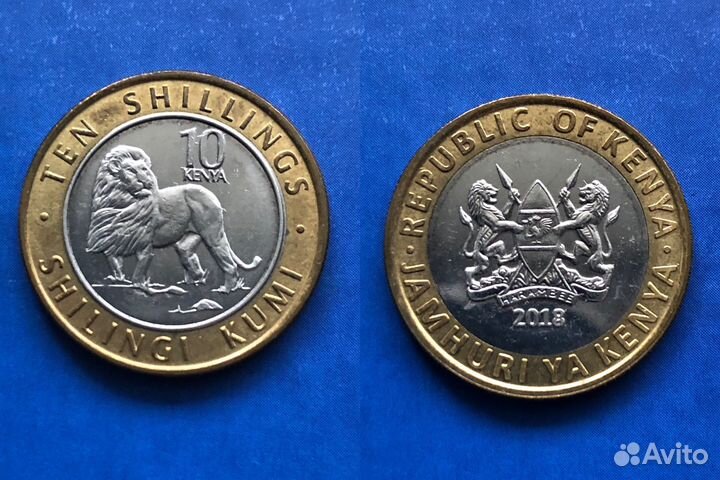 · TEN SHILLINGS ·
10
KENYA
SHILINGI KUMI
· REPUBLIC OF KENYA ·
HARAMBEE
2018
JAMHURI YA KENYA
Avito